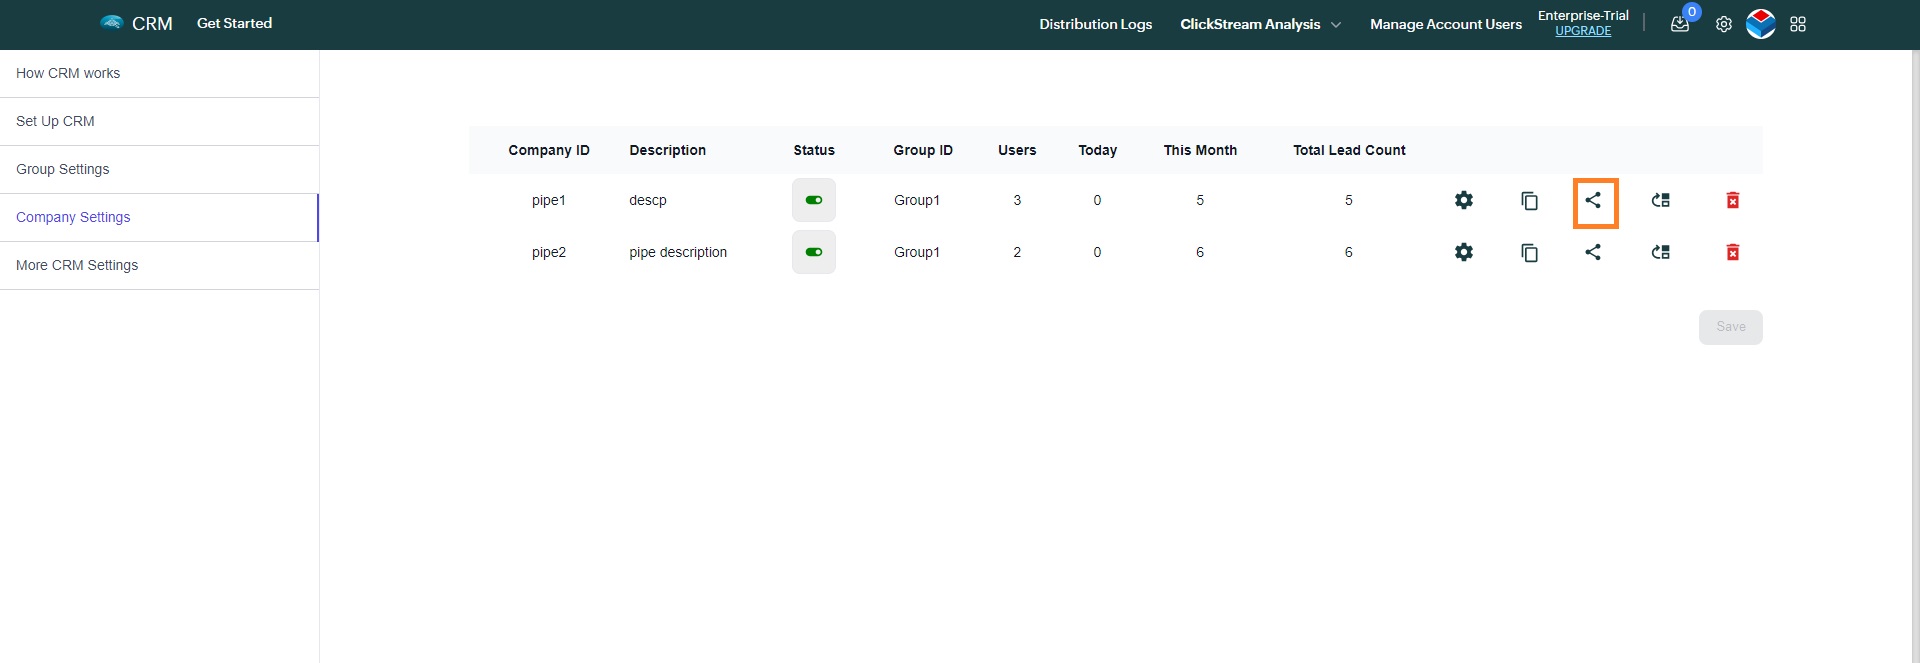 CRM Get Started Distribution Logs ClickStream Analysis Manage Account Users Enterprise-Trial 0
UPGRADE
How CRM works
Set Up CRM
Group Settings
Company Settings
More CRM Settings
Company ID Description Status Group ID Users Today This Month Total Lead Count
pipe1 descp Group1 3 0 5 5
pipe2 pipe description Group1 2 0 6 6
Save